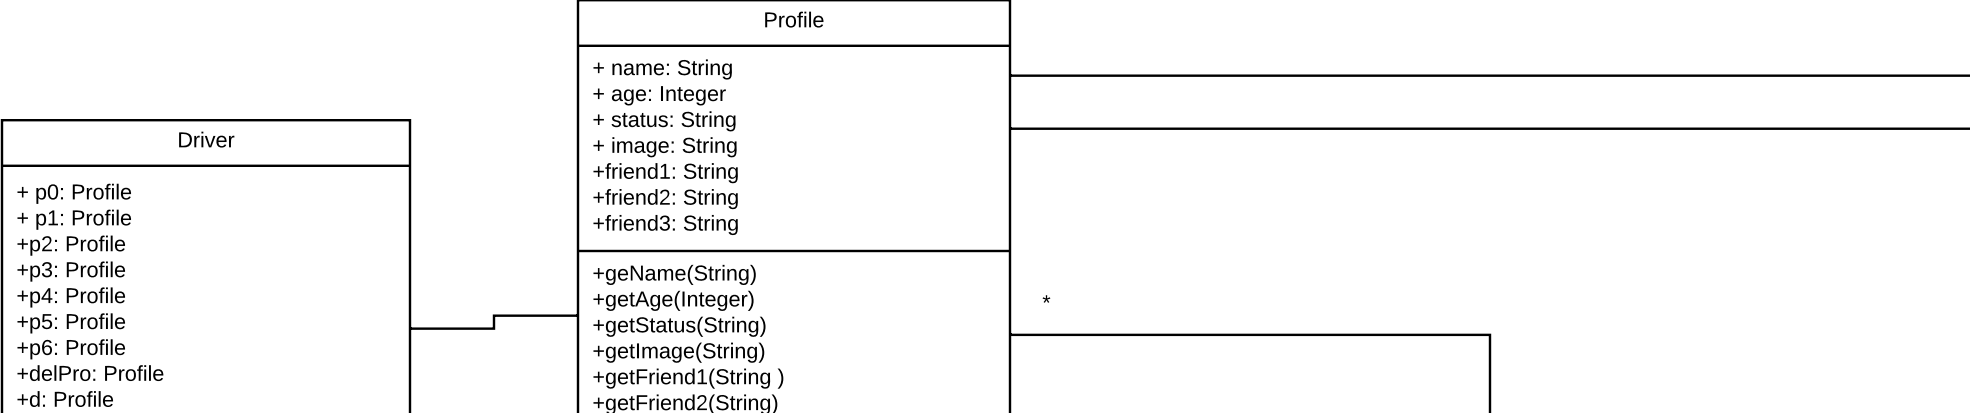 Profile
+ name: String
+ age: Integer
+ status: String
+ image: String
+friend1: String
+friend2: String
+friend3: String
+geName(String)
+getAge(Integer)
+getStatus(String)
+getImage(String)
+getFriend1(String )
+getFriend2(String)
*
Driver
+ p0: Profile
+ p1: Profile
+p2: Profile
+p3: Profile
+p4: Profile
+p5: Profile
+p6: Profile
+delPro: Profile
+d: Profile